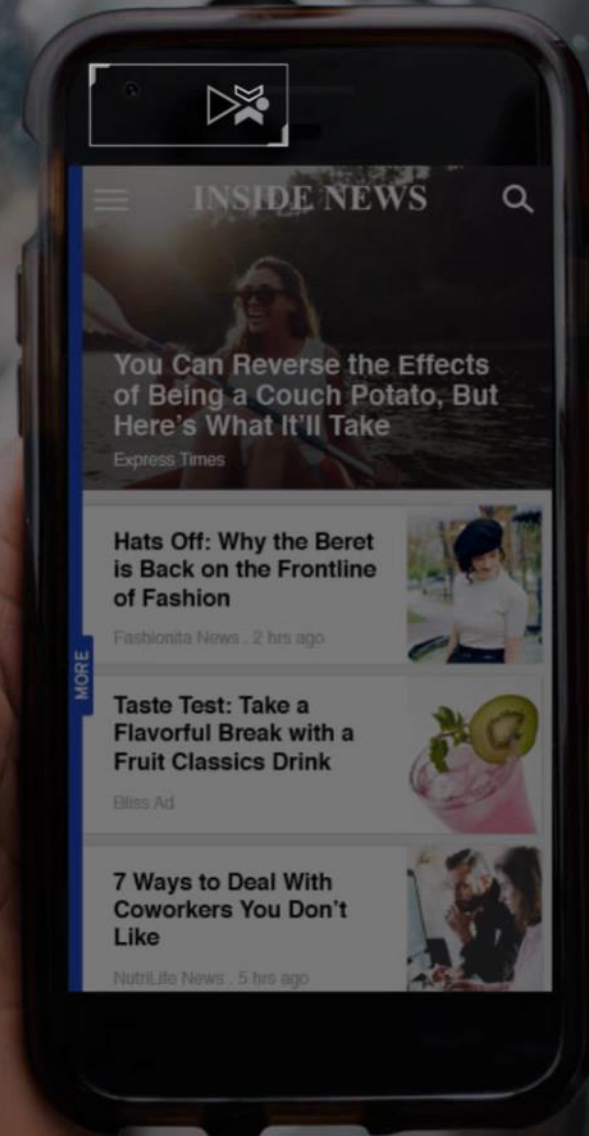 INSIDE NEWS
You Can Reverse the Effects
of Being a Couch Potato, But
Here's What It'll Take
Express Times
Hats Off: Why the Beret
is Back on the Frontline
of Fashion
Fashionita News . 2 hrs ago
MORE
Taste Test: Take a
Flavorful Break with a
Fruit Classics Drink
Bliss Ad
7 Ways to Deal With
Coworkers You Don't
Like
NutriLife News . 5 hrs ago